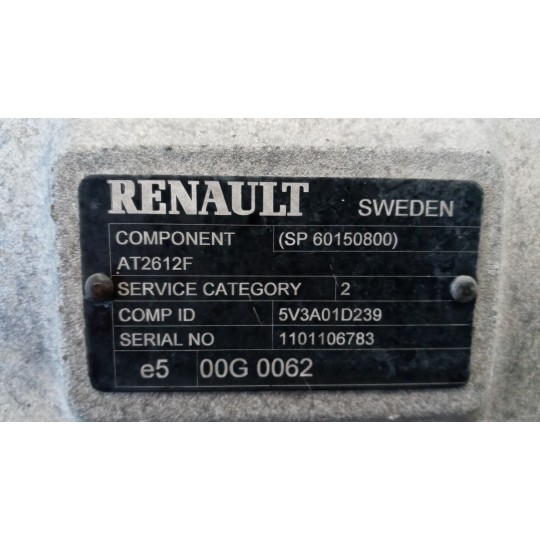 RENAULT SWEDEN
COMPONENT (SP 60150800)
AT2612F
SERVICE CATEGORY 2
COMP ID 5V3A01D239
SERIAL NO 1101106783
e5 00G 0062